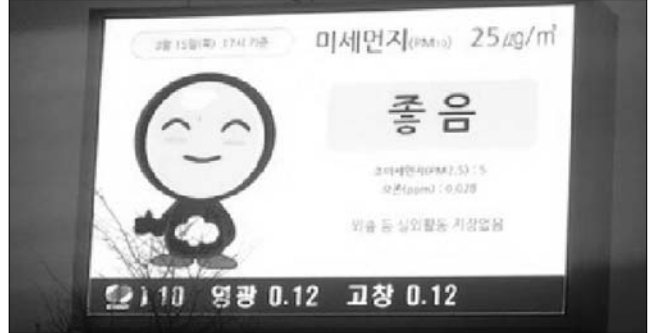 2월 15일(목) 17시 기준
미세먼지(PM10) 25㎍/㎥
좋음
초미세먼지(PM2.5) : 5
오존(ppm) : 0.028
외출 등 실외활동 지장없음
영광 0.12 고창 0.12